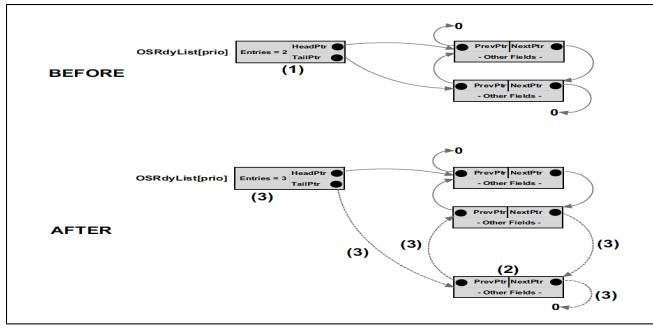 0
OSRdyList[prio]
Entries = 2
HeadPtr
TailPtr
(1)
PrevPtr NextPtr
- Other Fields -
BEFORE
PrevPtr NextPtr
- Other Fields -
0
0
OSRdyList[prio]
Entries = 3
HeadPtr
TailPtr
(3)
PrevPtr NextPtr
- Other Fields -
PrevPtr NextPtr
- Other Fields -
AFTER
(3)
(3)
(3)
(2)
PrevPtr NextPtr
- Other Fields -
0
(3)